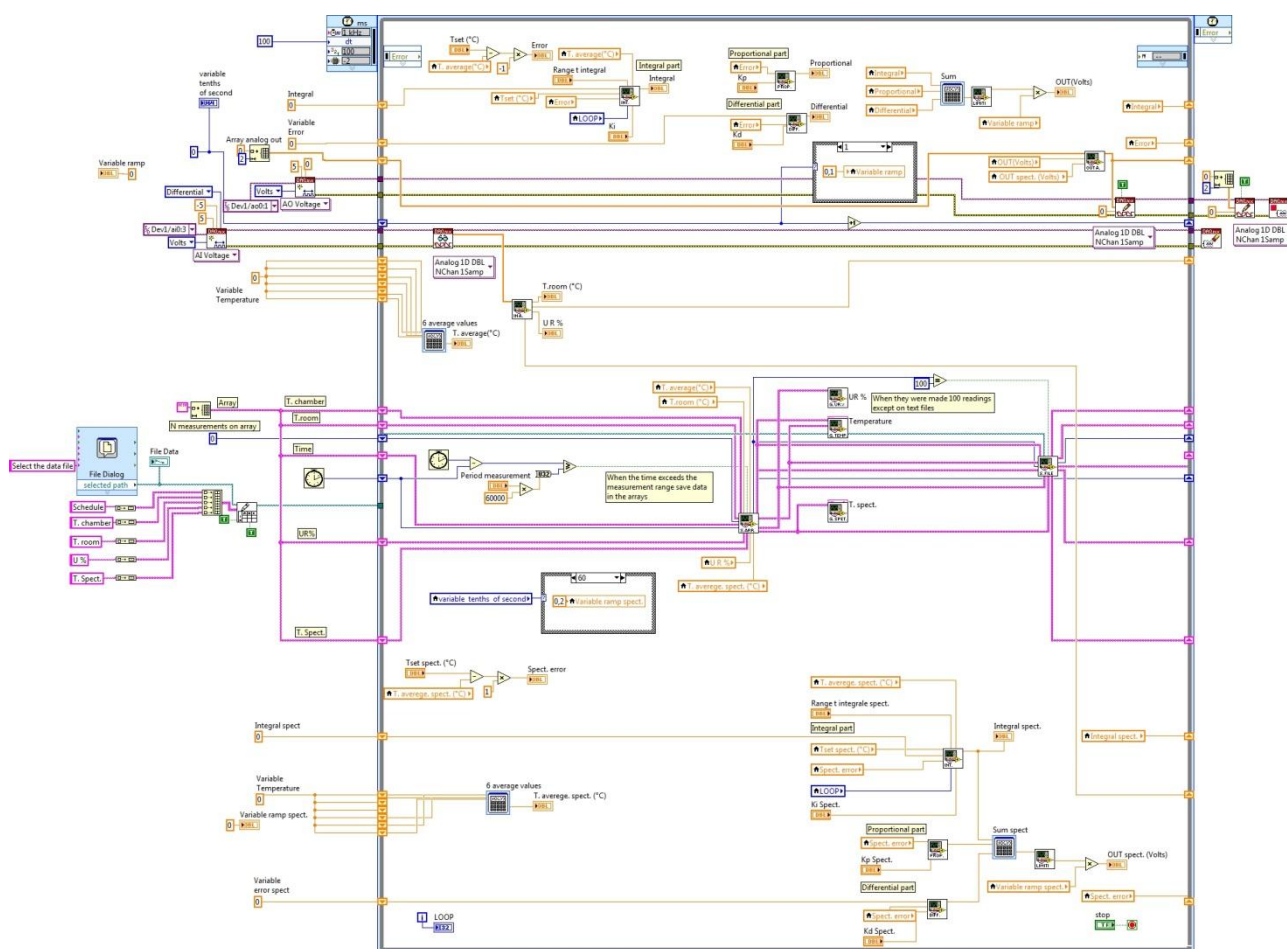 ms
1 kHz
dt
100
100
-2
Error
Error
Tset (°C)
T. average(°C)
-1
Error
T. average(°C)
Integral part
Range t integral
Integral
Tset (°C)
Error
LOOP
Ki
Proportional part
Error
Kp
Proportional
Differential part
Error
Kd
Differential
Integral
Proportional
Differential
Sum
OUT(Volts)
Variable ramp
Integral
Error
variable
tenths
of second
Integral
0
Variable
Error
0
Array analog out
0
2
0
Variable ramp
0
5
0
Volts
Dev1/ao0:1
AO Voltage
Differential
-5
5
Dev1/ai0:3
Volts
AI Voltage
1
0,1
Variable ramp
OUT(Volts)
OUT spect. (Volts)
0
0
2
0
Analog 1D DBL
NChan 1Samp
Analog 1D DBL
NChan 1Samp
Analog 1D DBL
NChan 1Samp
0
Variable
Temperature
T.room (°C)
U R %
6 average values
T. average(°C)
T. average(°C)
T.room (°C)
100
When they were made 100 readings
except on text files
UR %
Temperature
T. spect.
Array
N measurements on array
0
T. chamber
T.room
Time
UR%
T. Spect.
File Dialog
selected path
Select the data file
File Data
Schedule
T. chamber
T. room
U %
T. Spect.
Period measurement
60000
U32
When the time exceeds the
measurement range save data
in the arrays
U R %
T. averege. spect. (°C)
60
variable tenths of second
0,2
Variable ramp spect.
Tset spect. (°C)
T. averege. spect. (°C)
1
Spect. error
T. averege. spect. (°C)
Range t integrale spect.
Integral part
Tset spect. (°C)
Spect. error
LOOP
Ki Spect.
Integral spect.
Integral spect.
Integral spect
0
Variable
Temperature
0
0
Variable ramp spect.
6 average values
T. averege. spect. (°C)
Proportional part
Spect. error
Kp Spect.
Sum spect
OUT spect. (Volts)
Variable ramp spect.
Differential part
Spect. error
Kd Spect.
Spect. error
Variable
error spect
0
i
LOOP
I32
stop
TF